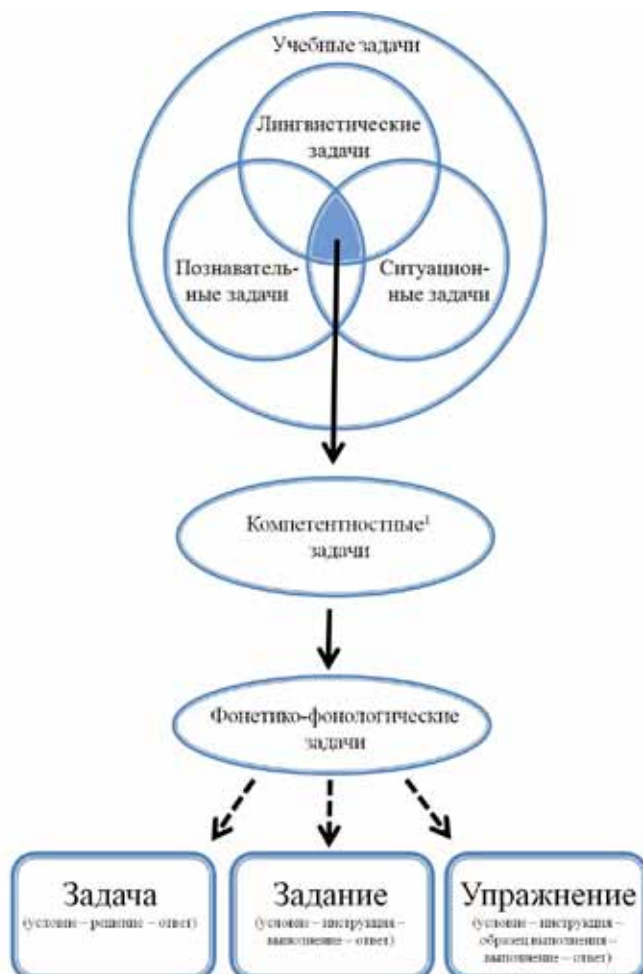 Учебные задачи
Лингвистические
задачи
Познаватель-
ные задачи
Ситуацион-
ные задачи
Компетентностные¹
задачи
Фонетико-фонологические
задачи
Задача
(условие – решение – ответ)
Задание
(условие – инструкция –
выполнение – ответ)
Упражнение
(условие – инструкция –
образец выполнения –
выполнение – ответ)